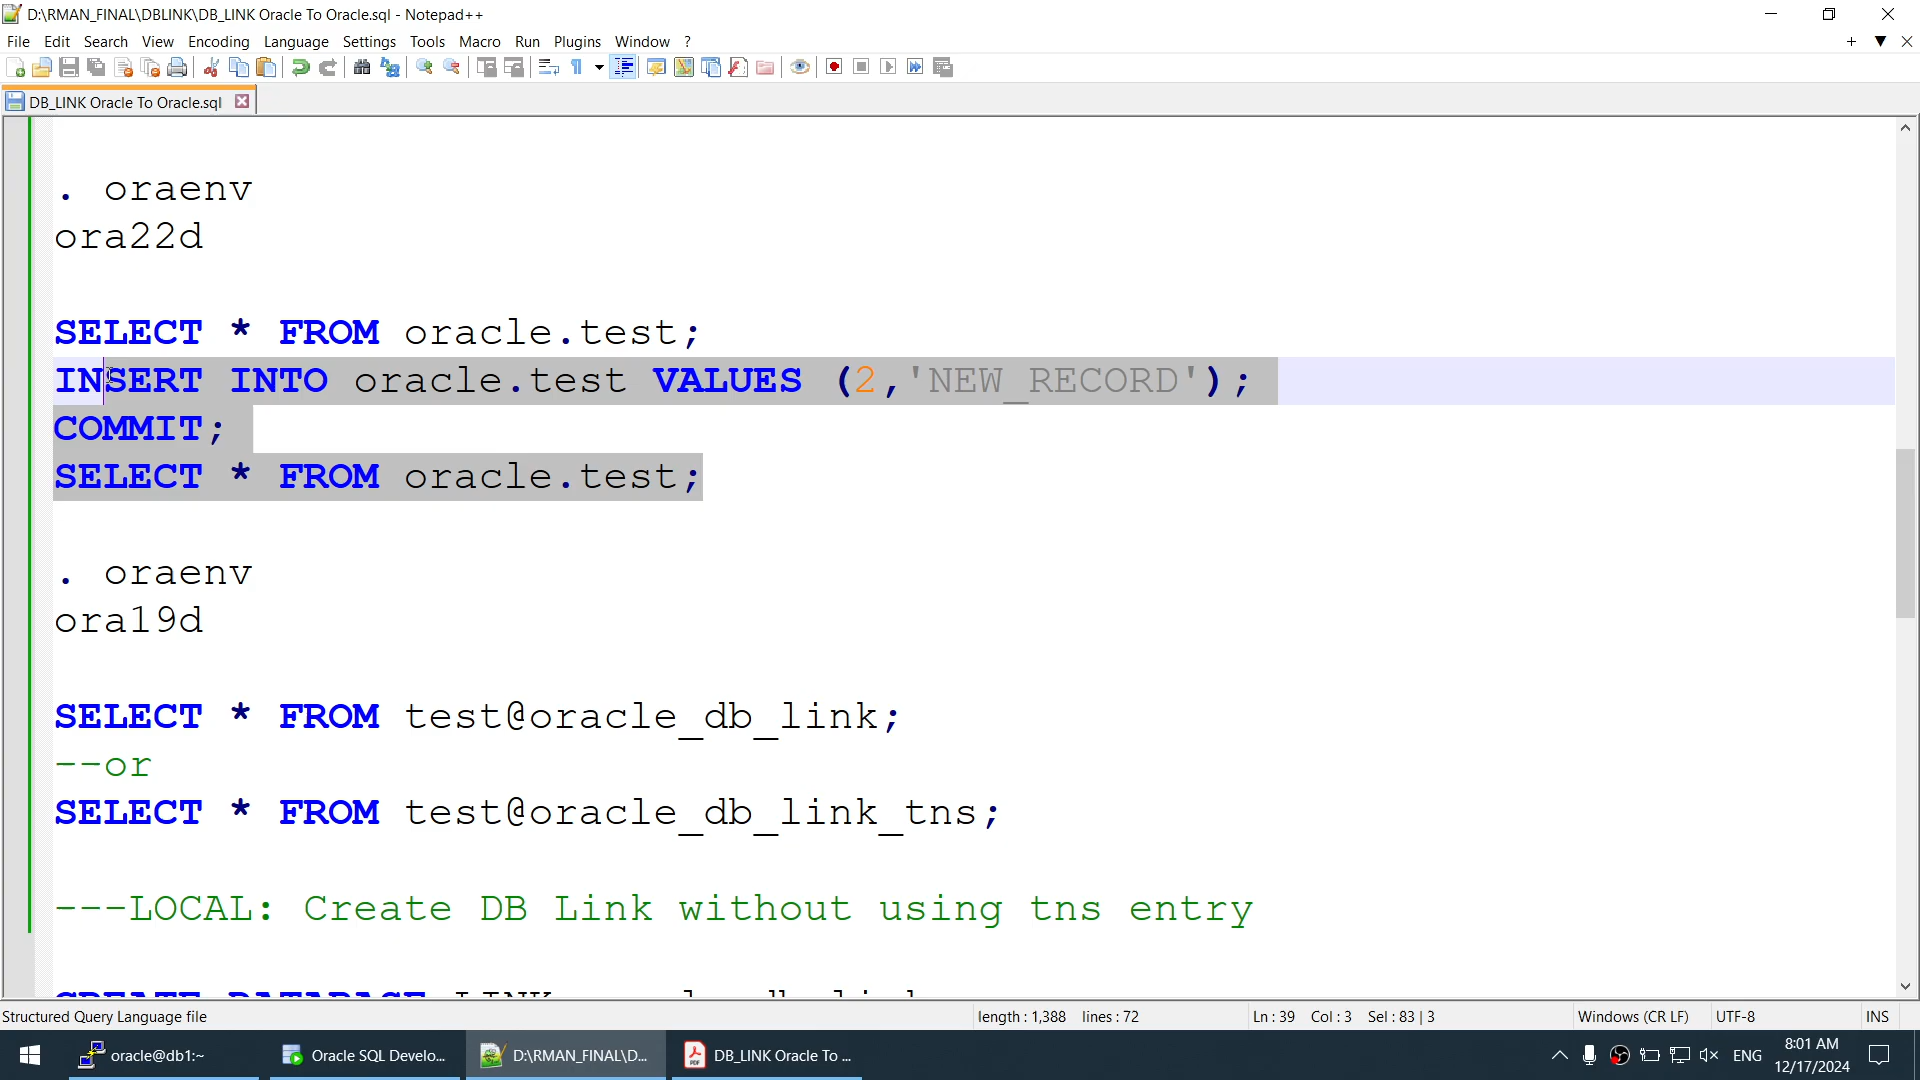 D:\RMAN_FINAL\DBLINK\DB_LINK Oracle To Oracle.sql - Notepad++
File Edit Search View Encoding Language Settings Tools Macro Run Plugins Window ?
DB_LINK Oracle To Oracle.sql
. oraenv
ora22d
SELECT * FROM oracle.test;
INSERT INTO oracle.test VALUES (2,'NEW_RECORD');
COMMIT;
SELECT * FROM oracle.test;
. oraenv
ora19d
SELECT * FROM test@oracle_db_link;
--or
SELECT * FROM test@oracle_db_link_tns;
---LOCAL: Create DB Link without using tns entry
Structured Query Language file length : 1,388 lines : 72 Ln : 39 Col : 3 Sel : 83 | 3 Windows (CR LF) UTF-8 INS
oracle@db1:~ Oracle SQL Develo... D:\RMAN_FINAL\D... DB_LINK Oracle To ... ENG 8:01 AM
12/17/2024